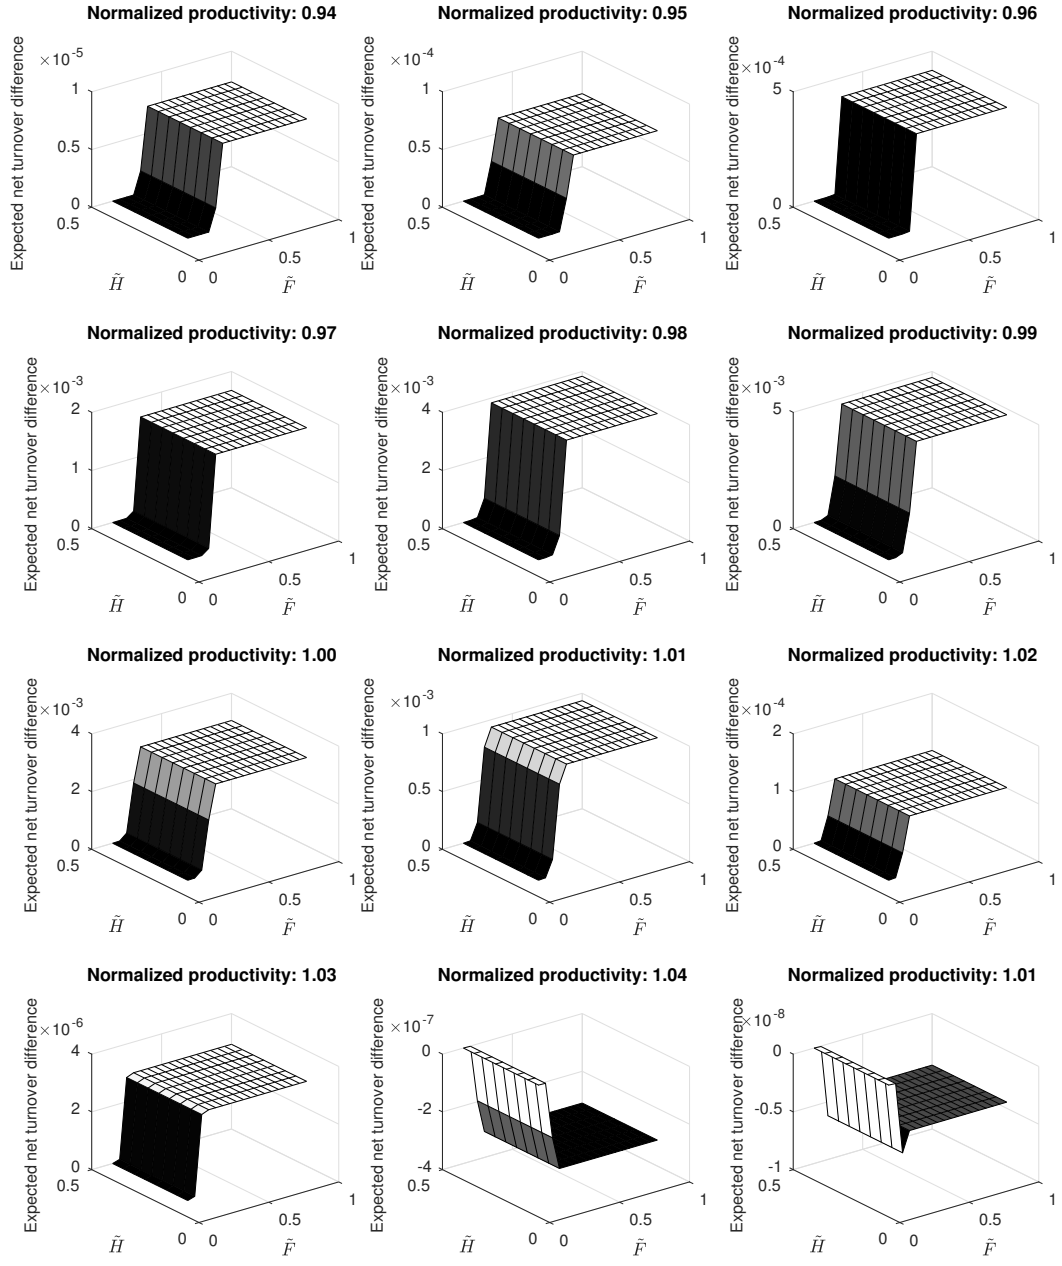 Normalized productivity: 0.94
Normalized productivity: 0.95
Normalized productivity: 0.96
×10^-5
×10^-4
×10^-4
Expected net turnover difference
1
0.5
0
0.5
0
0
0.5
1
H̃
F̃
Expected net turnover difference
1
0.5
0
0.5
0
0
0.5
1
H̃
F̃
Expected net turnover difference
5
0
0.5
0
0
0.5
1
H̃
F̃
Normalized productivity: 0.97
Normalized productivity: 0.98
Normalized productivity: 0.99
×10^-3
×10^-3
×10^-3
Expected net turnover difference
2
1
0
0.5
0
0
0.5
1
H̃
F̃
Expected net turnover difference
4
2
0
0.5
0
0
0.5
1
H̃
F̃
Expected net turnover difference
5
0
0.5
0
0
0.5
1
H̃
F̃
Normalized productivity: 1.00
Normalized productivity: 1.01
Normalized productivity: 1.02
×10^-3
×10^-3
×10^-4
Expected net turnover difference
4
2
0
0.5
0
0
0.5
1
H̃
F̃
Expected net turnover difference
1
0.5
0
0.5
0
0
0.5
1
H̃
F̃
Expected net turnover difference
2
1
0
0.5
0
0
0.5
1
H̃
F̃
Normalized productivity: 1.03
Normalized productivity: 1.04
Normalized productivity: 1.01
×10^-6
×10^-7
×10^-8
Expected net turnover difference
4
2
0
0.5
0
0
0.5
1
H̃
F̃
Expected net turnover difference
0
-2
-4
0.5
0
0
0.5
1
H̃
F̃
Expected net turnover difference
0
-0.5
-1
0.5
0
0
0.5
1
H̃
F̃